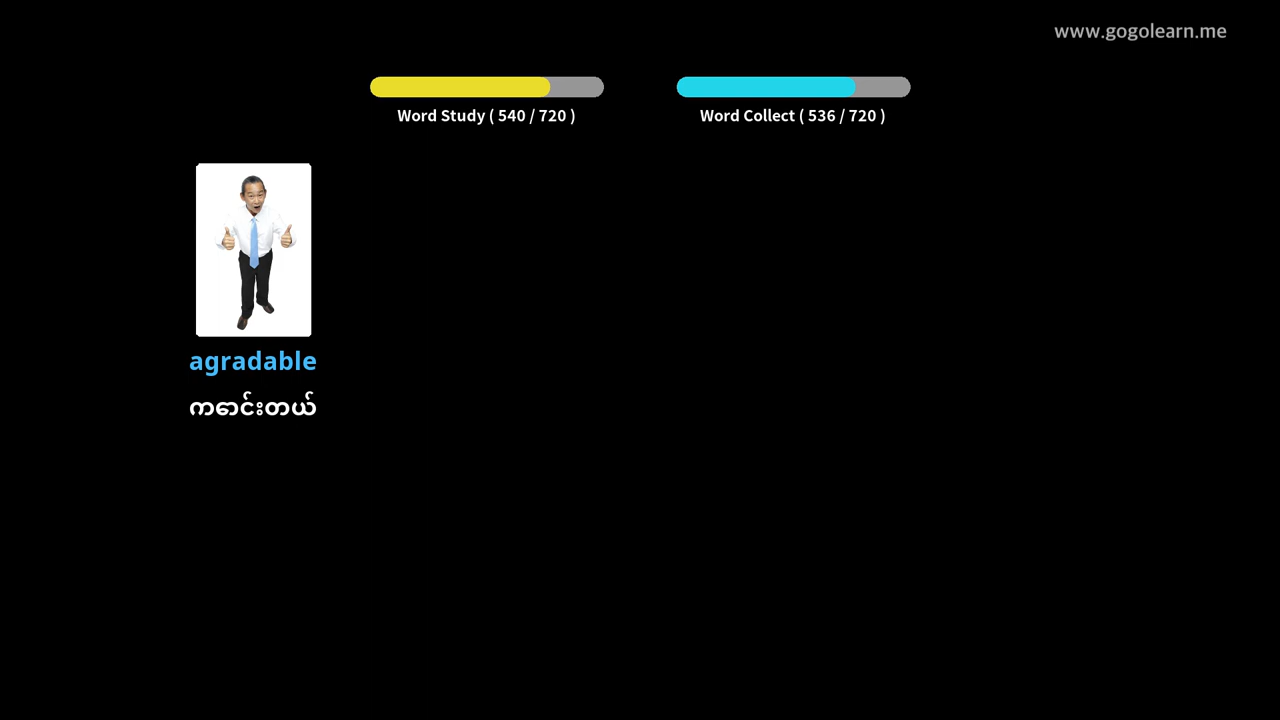 www.gogolearn.me
Word Study ( 540 / 720 )
Word Collect ( 536 / 720 )
agradable
ကောင်းတယ်